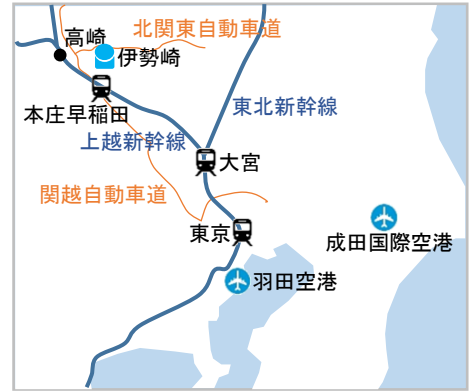 北関東自動車道
高崎
伊勢崎
本庄早稲田
東北新幹線
上越新幹線
大宮
関越自動車道
東京
成田国際空港
羽田空港